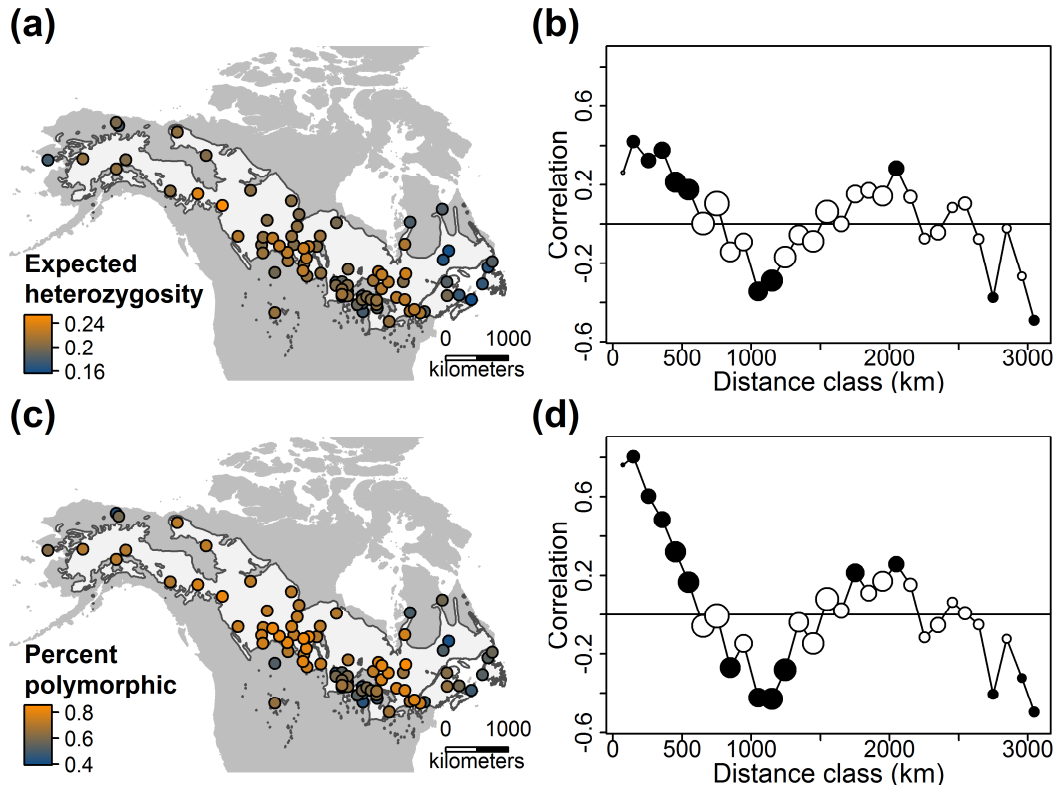 (a)
Expected
heterozygosity
0.24
0.2
0.16
0 1000
kilometers
(b)
Correlation
0.6
0.2
-0.2
-0.6
0 500 1000 2000 3000
Distance class (km)
(c)
Percent
polymorphic
0.8
0.6
0.4
0 1000
kilometers
(d)
Correlation
0.6
0.2
-0.2
-0.6
0 500 1000 2000 3000
Distance class (km)